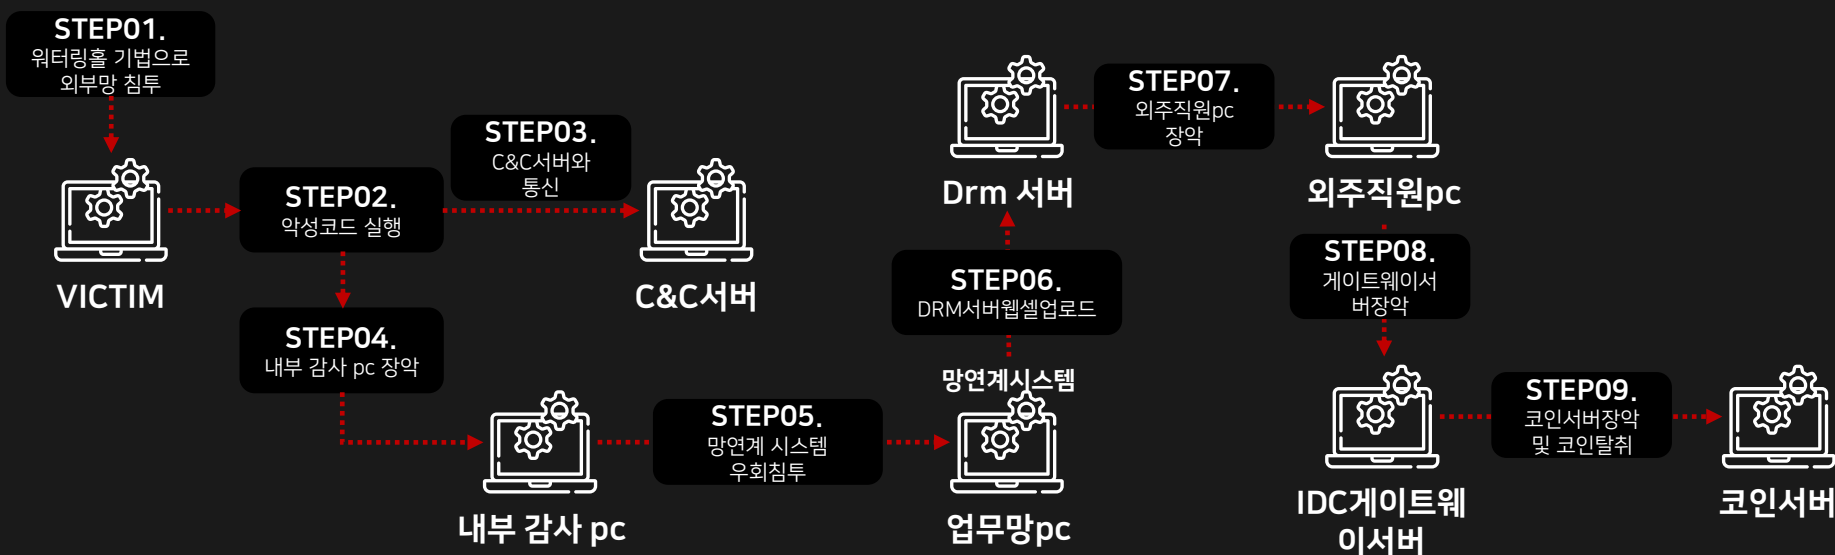 STEP01.
워터링홀 기법으로
외부망 침투
VICTIM
STEP02.
악성코드 실행
STEP03.
C&C서버와
통신
C&C서버
STEP04.
내부 감사 pc 장악
내부 감사 pc
STEP05.
망연계 시스템
우회침투
망연계시스템
업무망pc
STEP06.
DRM서버웹셀업로드
Drm 서버
STEP07.
외주직원pc
장악
외주직원pc
STEP08.
게이트웨이서
버장악
IDC게이트웨
이서버
STEP09.
코인서버장악
및 코인탈취
코인서버